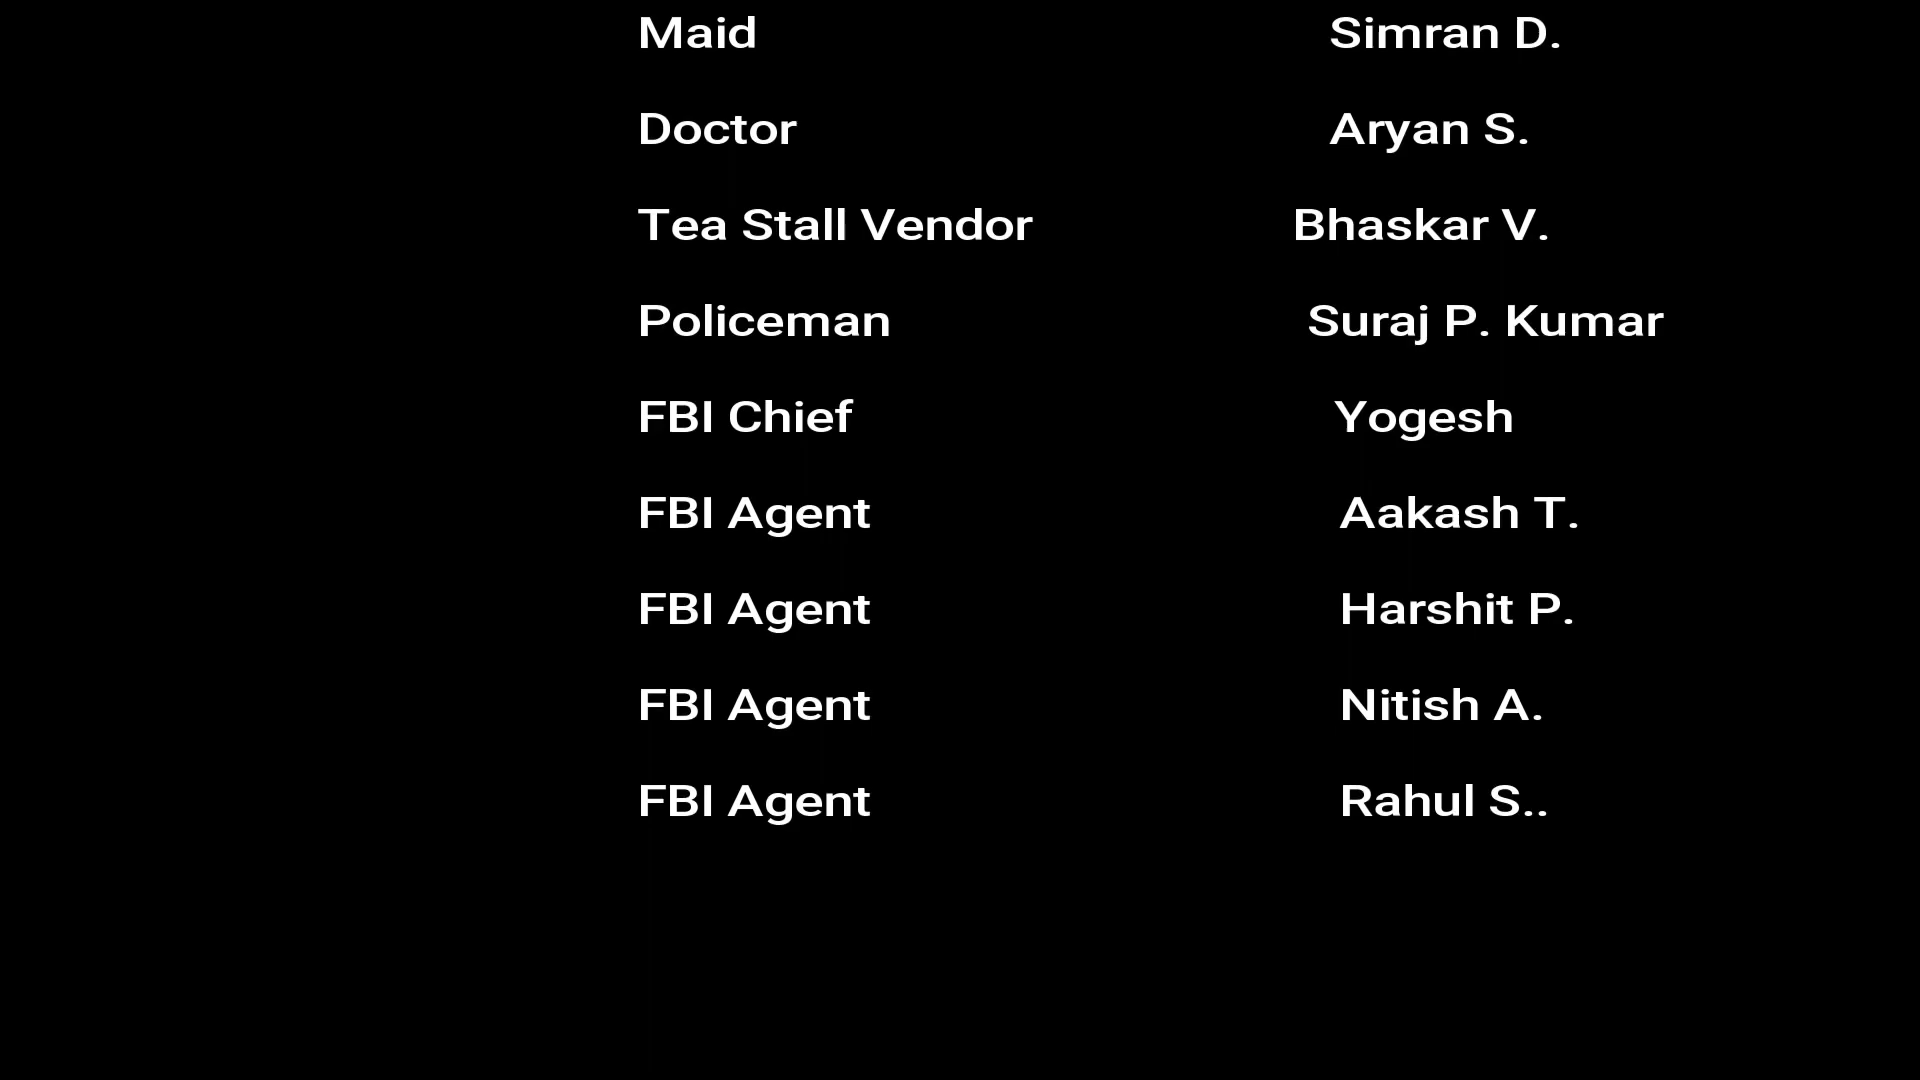 Maid Simran D.
Doctor Aryan S.
Tea Stall Vendor Bhaskar V.
Policeman Suraj P. Kumar
FBI Chief Yogesh
FBI Agent Aakash T.
FBI Agent Harshit P.
FBI Agent Nitish A.
FBI Agent Rahul S..